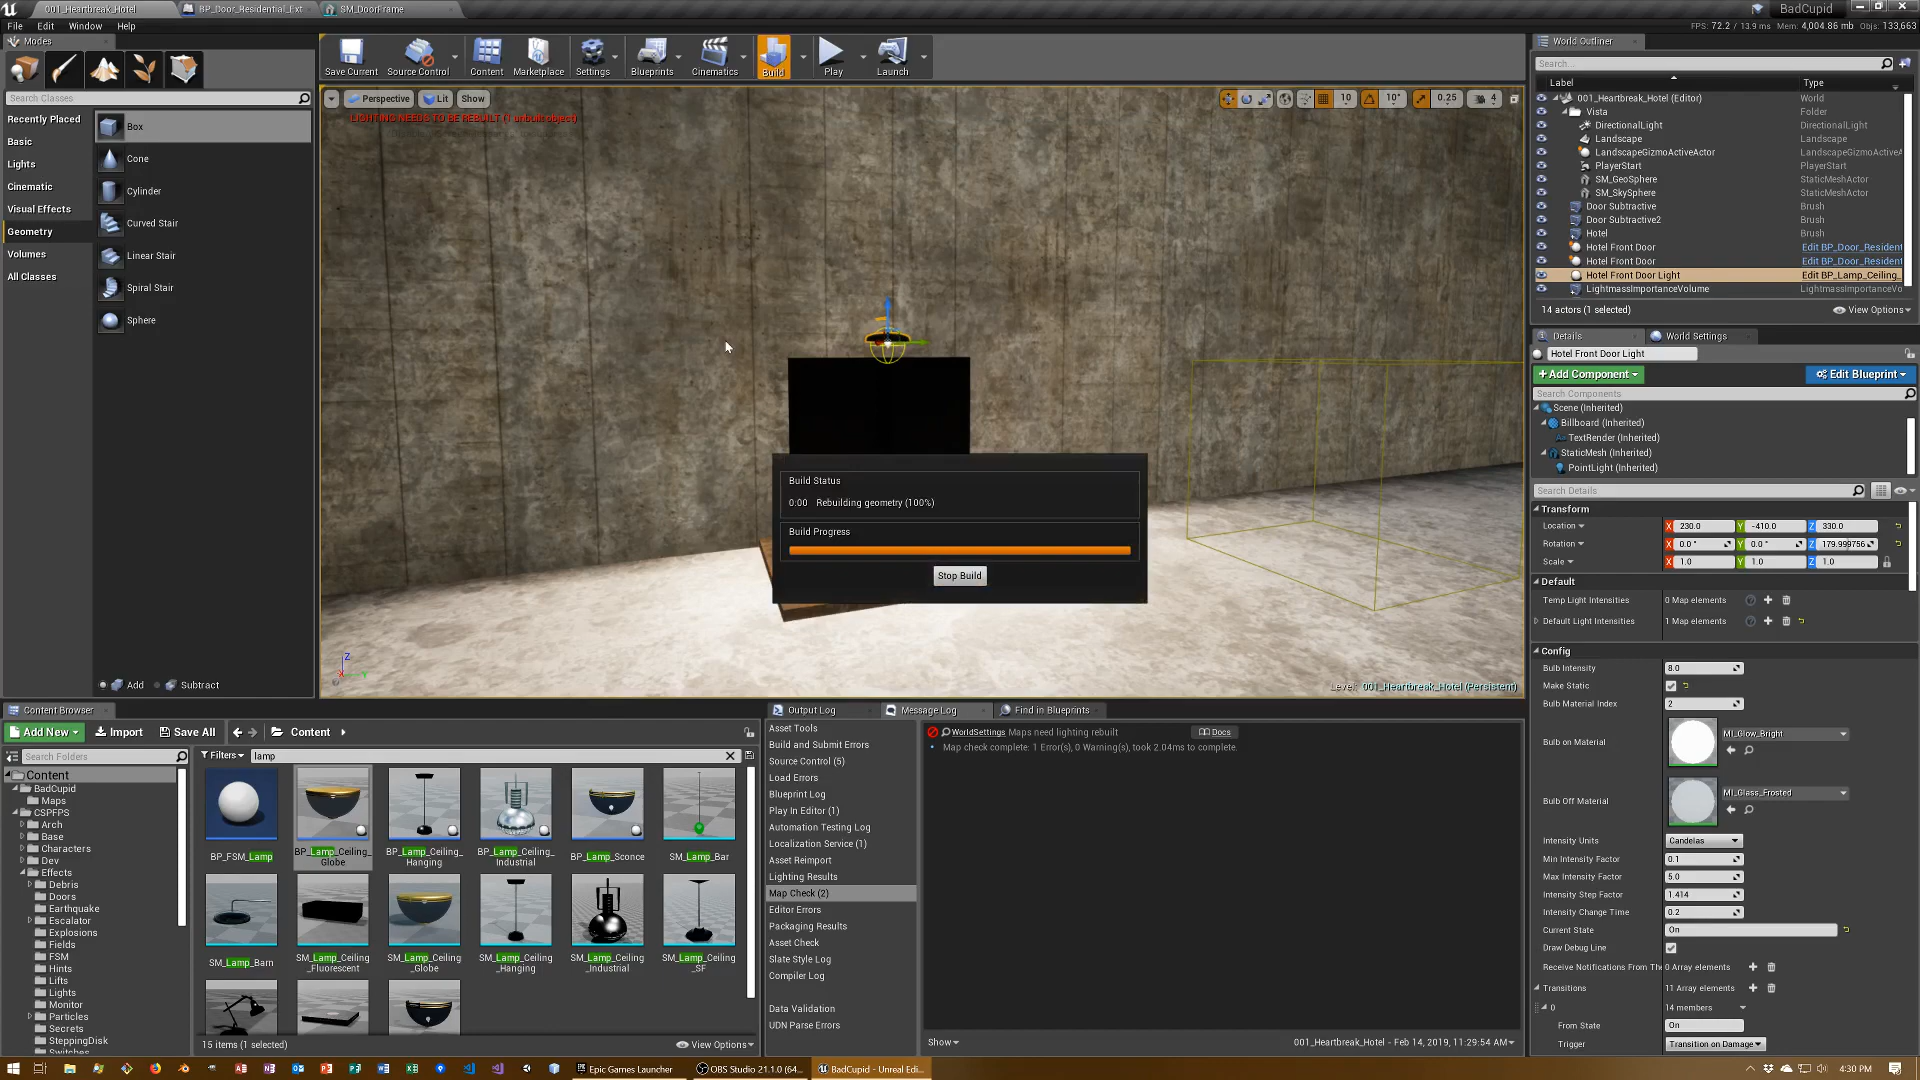 001_Heartbreak_Hotel
BP_Door_Residential_Ext
SM_DoorFrame
BadCupid
File Edit Window Help
FPS: 72.2 / 13.9 ms Mem: 4,004.86 mb Objs: 133,663
Modes
Search Classes
Recently Placed
Basic
Lights
Cinematic
Visual Effects
Geometry
Volumes
All Classes
Box
Cone
Cylinder
Curved Stair
Linear Stair
Spiral Stair
Sphere
Add Subtract
Save Current
Source Control
Content
Marketplace
Settings
Blueprints
Cinematics
Build
Play
Launch
Perspective Lit Show
10 10° 0.25 4
LIGHTING NEEDS TO BE REBUILT (1 unbuilt object)
Build Status
0:00 Rebuilding geometry (100%)
Build Progress
Stop Build
Z
Level: 001_Heartbreak_Hotel (Persistent)
World Outliner
Search...
Label Type
001_Heartbreak_Hotel (Editor) World
Vista Folder
DirectionalLight DirectionalLight
Landscape Landscape
LandscapeGizmoActiveActor LandscapeGizmoActiveA
PlayerStart PlayerStart
SM_GeoSphere StaticMeshActor
SM_SkySphere StaticMeshActor
Door Subtractive Brush
Door Subtractive2 Brush
Hotel Brush
Hotel Front Door Edit BP_Door_Resident
Hotel Front Door Edit BP_Door_Resident
Hotel Front Door Light Edit BP_Lamp_Ceiling_
LightmassImportanceVolume LightmassImportanceVo
14 actors (1 selected) View Options
Details World Settings
Hotel Front Door Light
+Add Component Edit Blueprint
Search Components
Scene (Inherited)
Billboard (Inherited)
TextRender (Inherited)
StaticMesh (Inherited)
PointLight (Inherited)
Search Details
Transform
Location X 230.0 Y -410.0 Z 330.0
Rotation X 0.0 ° Y 0.0 ° Z 179.999756
Scale X 1.0 Y 1.0 Z 1.0
Default
Temp Light Intensities 0 Map elements
Default Light Intensities 1 Map elements
Config
Bulb Intensity 8.0
Make Static
Bulb Material Index 2
Bulb on Material MI_Glow_Bright
Bulb Off Material MI_Glass_Frosted
Intensity Units Candelas
Min Intensity Factor 0.1
Max Intensity Factor 5.0
Intensity Step Factor 1.414
Intensity Change Time 0.2
Current State On
Draw Debug Line
Receive Notifications From The 0 Array elements
Transitions 11 Array elements
0 14 members
From State On
Trigger Transition on Damage
Content Browser
Add New Import Save All Content
Search Folders
Filters lamp
Content
BadCupid
Maps
CSPFPS
Arch
Base
Characters
Dev
Effects
Debris
Doors
Earthquake
Escalator
Explosions
Fields
FSM
Hints
Lifts
Lights
Monitor
Particles
Secrets
SteppingDisk
Switches
BP_FSM_Lamp
BP_Lamp_Ceiling_Globe
BP_Lamp_Ceiling_Hanging
BP_Lamp_Ceiling_Industrial
BP_Lamp_Sconce
SM_Lamp_Bar
SM_Lamp_Barn
SM_Lamp_Ceiling_Fluorescent
SM_Lamp_Ceiling_Globe
SM_Lamp_Ceiling_Hanging
SM_Lamp_Ceiling_Industrial
SM_Lamp_Ceiling_SF
15 items (1 selected) View Options
Output Log Message Log Find in Blueprints
Asset Tools
Build and Submit Errors
Source Control (5)
Load Errors
Blueprint Log
Play In Editor (1)
Automation Testing Log
Localization Service (1)
Asset Reimport
Lighting Results
Map Check (2)
Editor Errors
Packaging Results
Asset Check
Slate Style Log
Compiler Log
Data Validation
UDN Parse Errors
WorldSettings Maps need lighting rebuilt Docs
Map check complete: 1 Error(s), 0 Warning(s), took 2.04ms to complete.
Show 001_Heartbreak_Hotel - Feb 14, 2019, 11:29:54 AM
Epic Games Launcher
OBS Studio 21.1.0 (64...
BadCupid - Unreal Edi...
4:30 PM